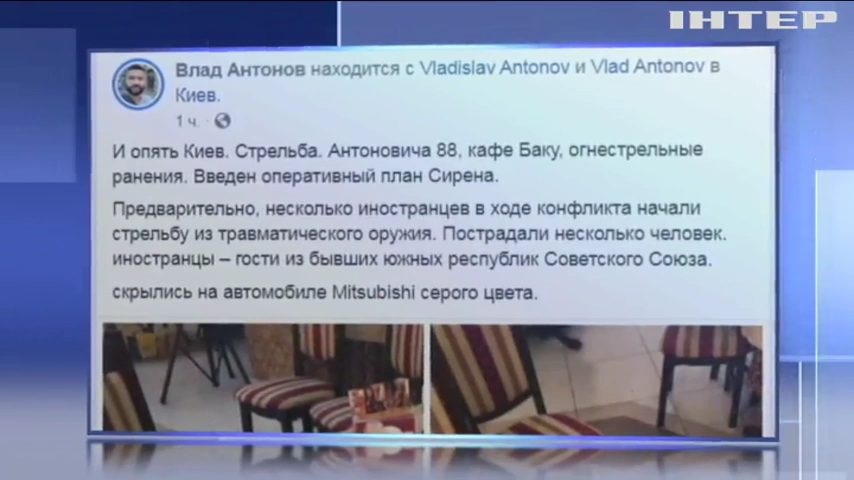 ІНТЕР
Влад Антонов находится с Vladislav Antonov и Vlad Antonov в
Киев.
1 ч. ·
И опять Киев. Стрельба. Антоновича 88, кафе Баку, огнестрельные
ранения. Введен оперативный план Сирена.
Предварительно, несколько иностранцев в ходе конфликта начали
стрельбу из травматического оружия. Пострадали несколько человек.
иностранцы – гости из бывших южных республик Советского Союза.
скрылись на автомобиле Mitsubishi серого цвета.